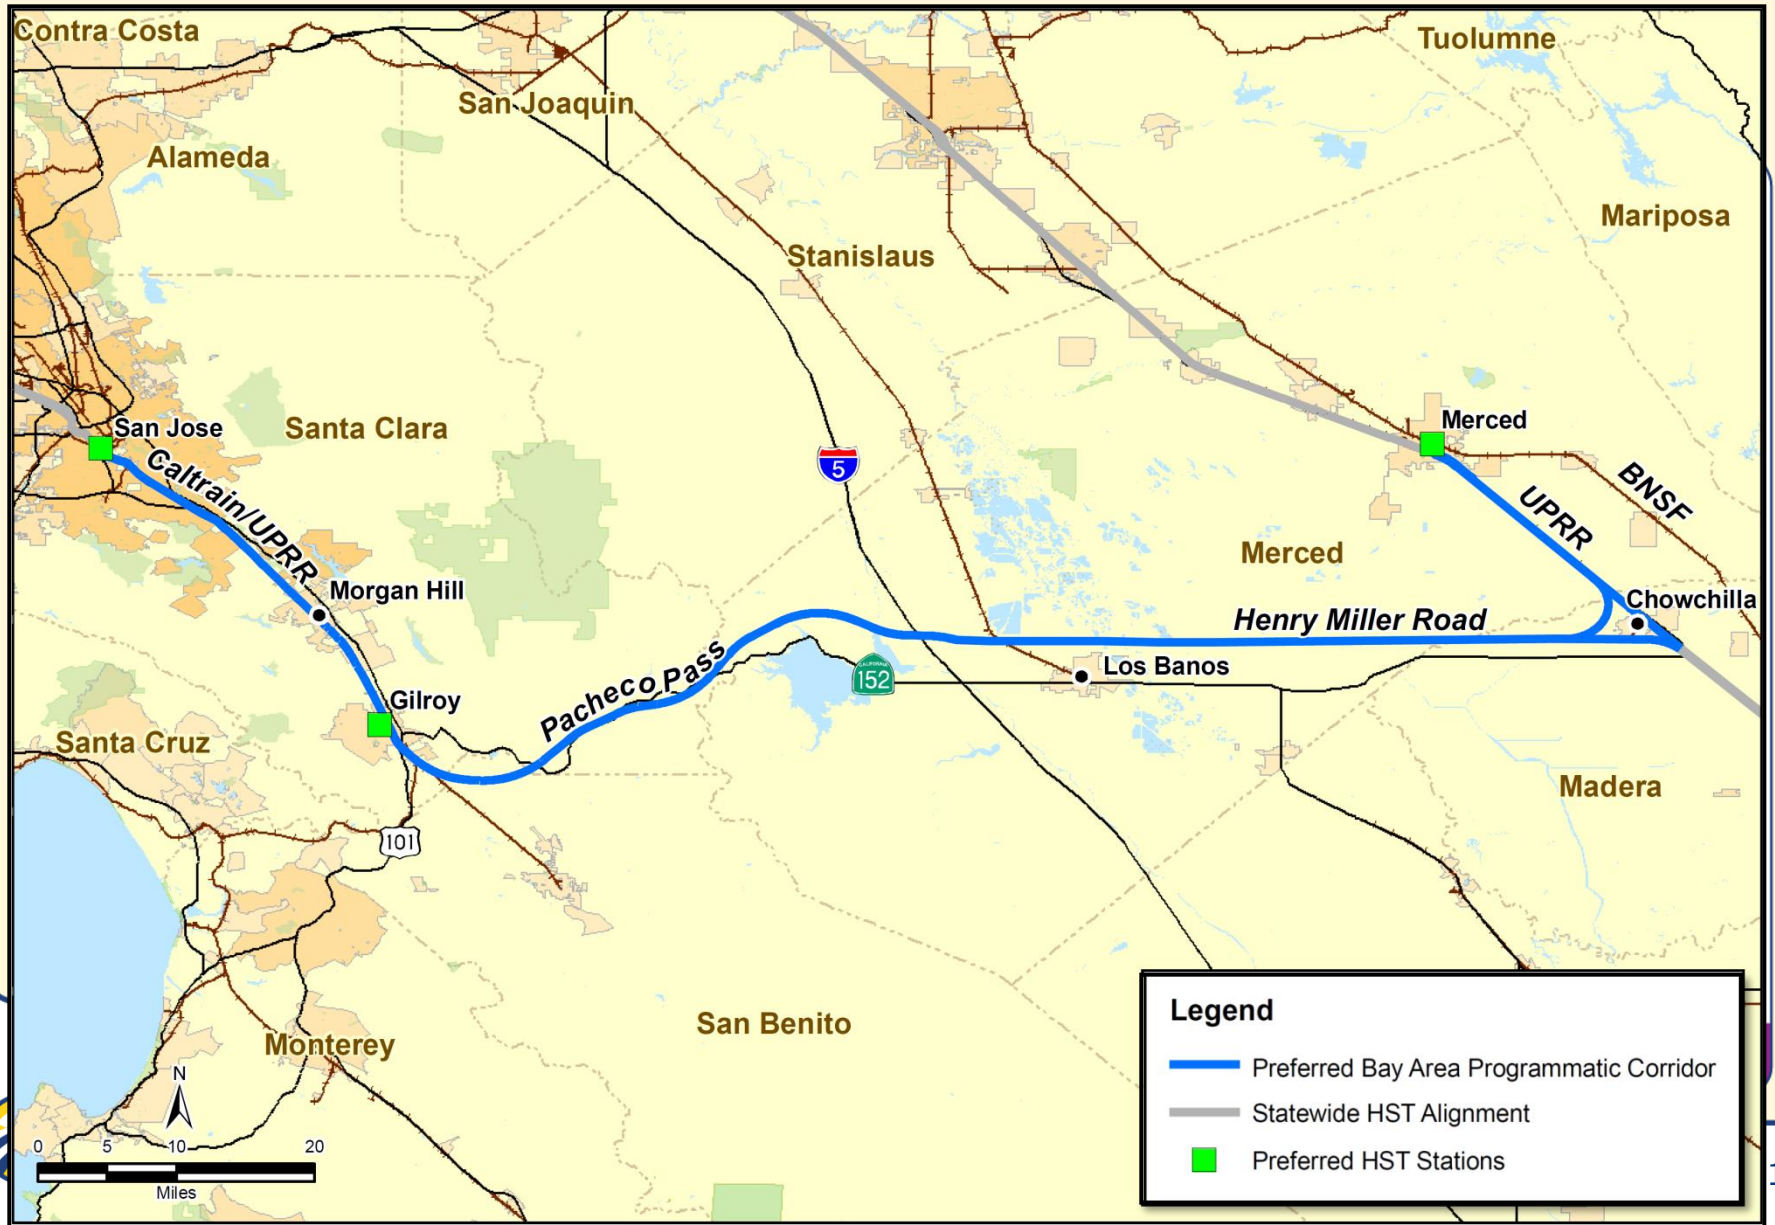 Contra Costa
Tuolumne
San Joaquin
Alameda
Mariposa
Stanislaus
San Jose
Santa Clara
Merced
Caltrain/UPRR
5
BNSF
UPRR
Merced
Morgan Hill
Chowchilla
Henry Miller Road
Pacheco Pass
Los Banos
CALIFORNIA
152
Gilroy
Santa Cruz
Madera
101
San Benito
Monterey
N
0 5 10 20
Miles
Legend
Preferred Bay Area Programmatic Corridor
Statewide HST Alignment
Preferred HST Stations